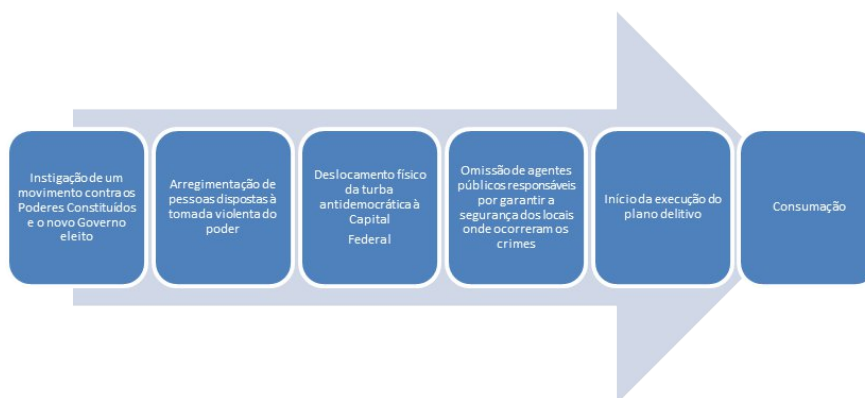 Instigação de um
movimento contra os
Poderes Constituídos
e o novo Governo
eleito
Arregimentação de
pessoas dispostas à
tomada violenta do
poder
Deslocamento físico
da turba
antidemocrática à
Capital
Federal
Omissão de agentes
públicos responsáveis
por garantir a
segurança dos locais
onde ocorreram os
crimes
Início da execução do
plano delitivo
Consumação